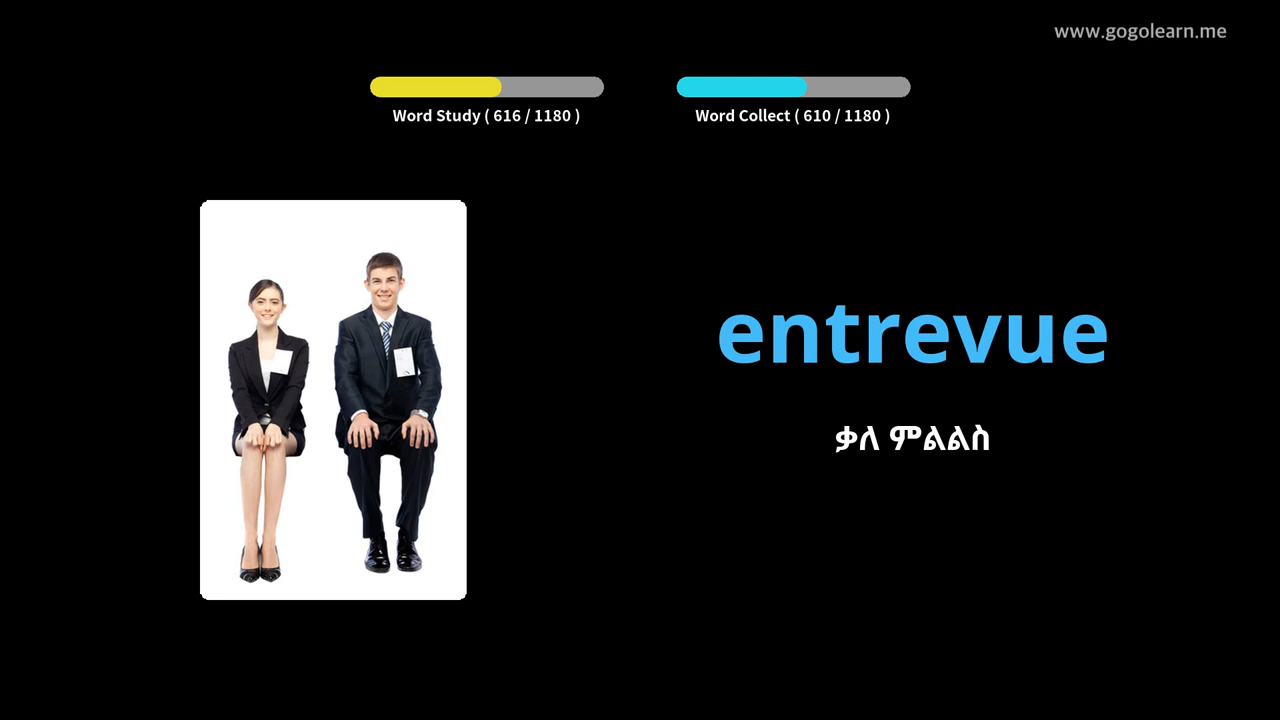 www.gogolearn.me
Word Study ( 616 / 1180 )
Word Collect ( 610 / 1180 )
entrevue
ቃለ ምልልስ